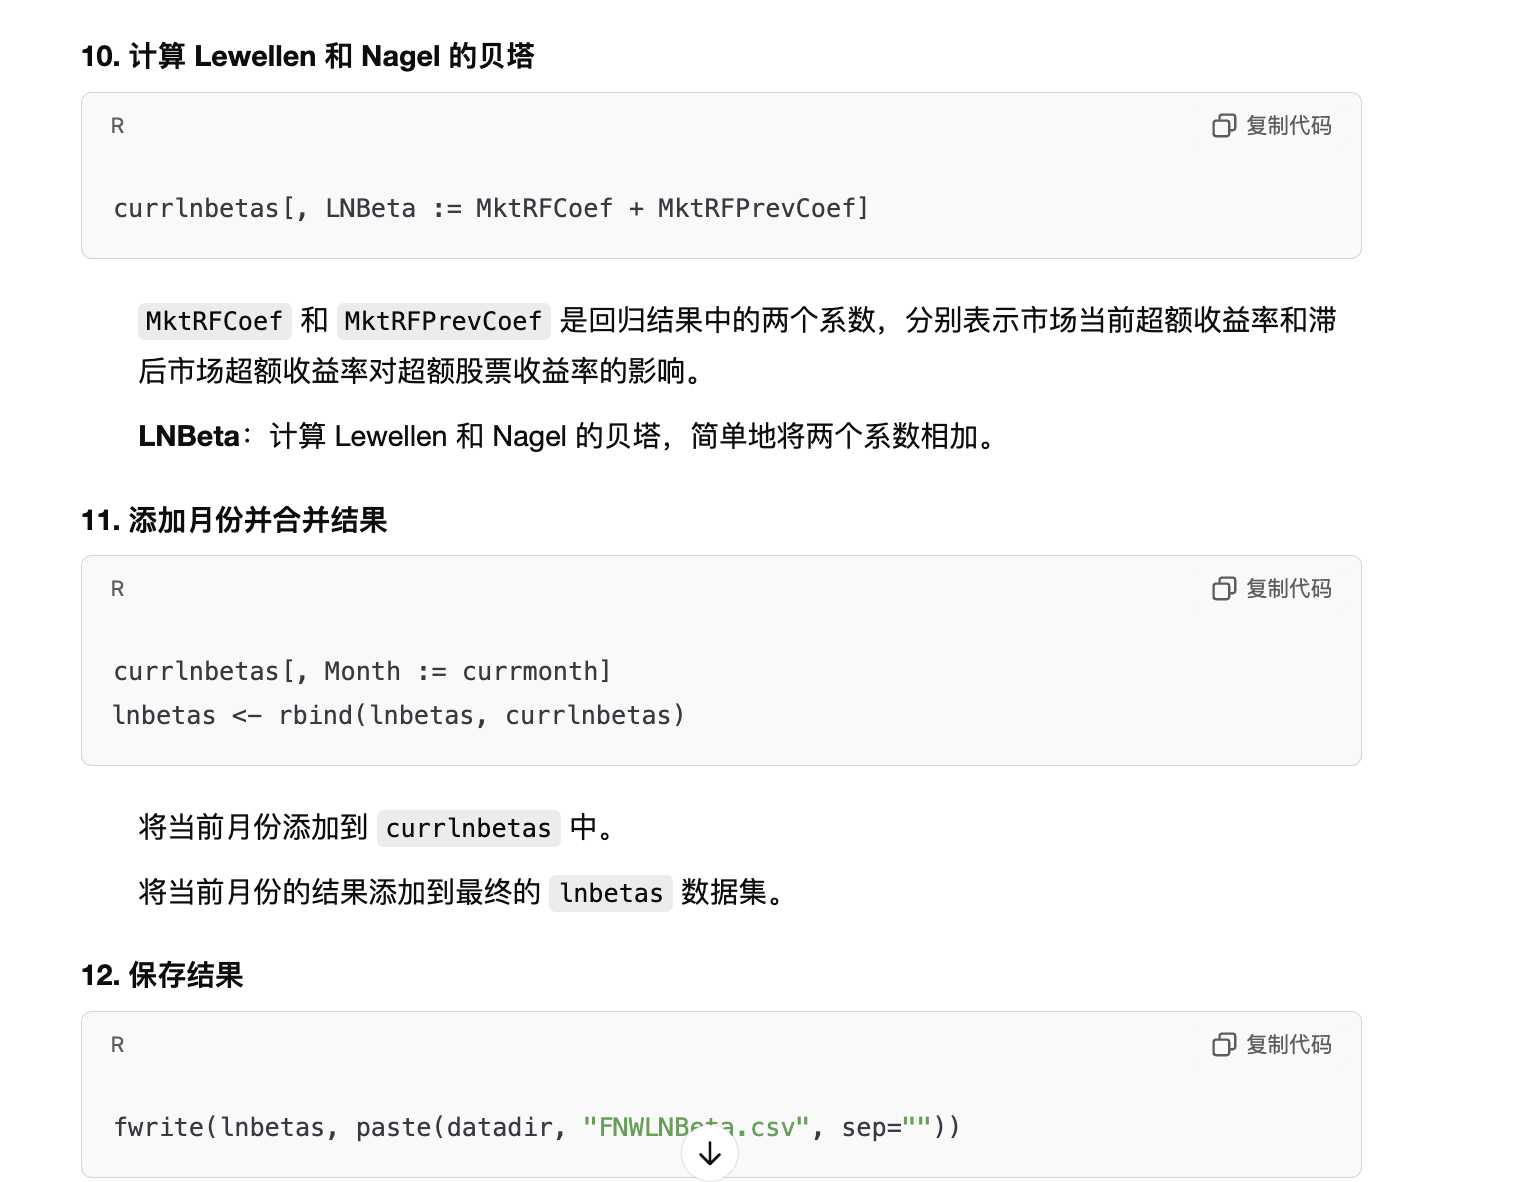 10. 计算 Lewellen 和 Nagel 的贝塔
R
复制代码
currlnbetas[, LNBeta := MktRFCoef + MktRFPrevCoef]
MktRFCoef 和 MktRFPrevCoef 是回归结果中的两个系数，分别表示市场当前超额收益率和滞
后市场超额收益率对超额股票收益率的影响。
LNBeta：计算 Lewellen 和 Nagel 的贝塔，简单地将两个系数相加。
11. 添加月份并合并结果
R
复制代码
currlnbetas[, Month := currmonth]
lnbetas <- rbind(lnbetas, currlnbetas)
将当前月份添加到 currlnbetas 中。
将当前月份的结果添加到最终的 lnbetas 数据集。
12. 保存结果
R
复制代码
fwrite(lnbetas, paste(datadir, "FNWLNBeta.csv", sep=""))